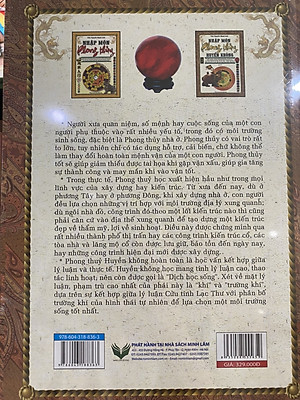 NHẬP MÔN
Phong thủy
NHẬP MÔN
Phong thủy
HUYỀN KHÔNG
* Người xưa quan niệm, số mệnh hay cuộc sống của một con
người phụ thuộc vào rất nhiều yếu tố, trong đó có môi trường
sinh sống, đặc biệt là Phong thủy nhà ở. Phong thủy có vai trò rất
to lớn, tuy nhiên chỉ có tác dụng hỗ trợ, cải biến, chứ không thể
làm thay đổi hoàn toàn mệnh vận của một con người. Phong thủy
tốt sẽ giúp giảm thiểu được tai họa khi gặp vận xấu, giúp gia tăng
sự thành công và may mắn khi vào vận tốt.
* Trong thực tế, Phong thuỷ học xuất hiện hầu như trong mọi
lĩnh vực của xây dựng hay kiến trúc. Từ xưa đến nay, dù ở
phương Tây hay ở phương Đông, khi xây dựng nhà ở, con người
đều lựa chọn những vị trí hợp với môi trường địa lý xung quanh;
dù ngôi nhà đó, công trình đó theo một lối kiến trúc nào thì cũng
phải căn cứ vào địa thế xung quanh để tạo dựng một kiến trúc
đẹp về thẩm mỹ, lợi về sinh hoạt. Điều này được chứng minh qua
rất nhiều thành phố thị trấn hay các công trình kiến trúc cổ, các
tòa nhà và lăng mộ cổ còn được lưu giữ, bảo tồn đến ngày nay,
hay những công trình hiện đại mới được xây dựng.
* Phong thuỷ Huyền không hoàn toàn là học vấn kết hợp giữa
lý luận và thực tế. Huyền không học mang tính lý luận cao, thao
tác linh hoạt; nên còn được gọi là "Dịch học sống". Xét về mặt lý
luận, phạm trù cao nhất của phái này là "khí" và "trường khí",
dựa trên sự kết hợp giữa lý luận Cửu tinh Lạc Thư với phân bố
trường khí của hình thái tự nhiên để lựa chọn một môi trường
sống tốt nhất.
978-604-318-836-3
PHÁT HÀNH TẠI NHÀ SÁCH MINH LÂM
GIÁ: 329.000Đ